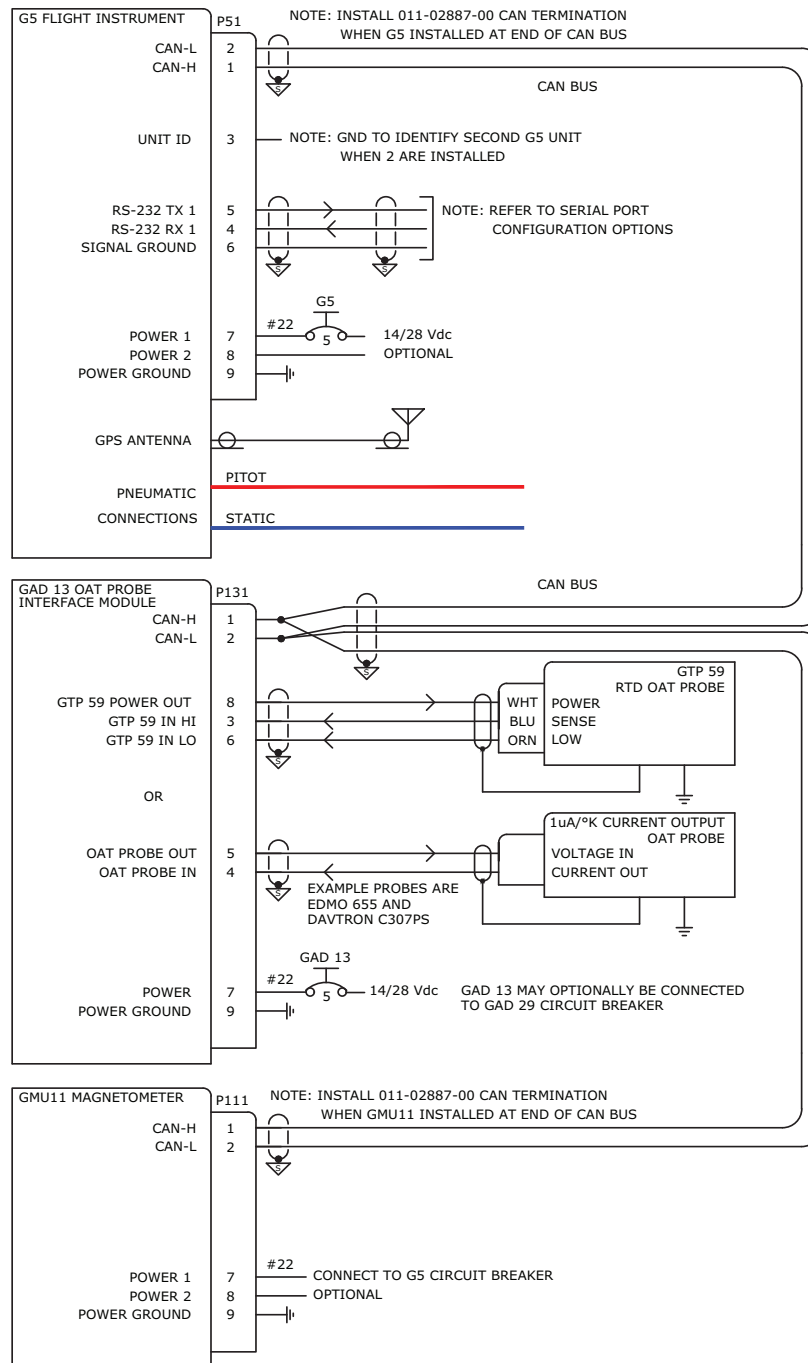 G5 FLIGHT INSTRUMENT
P51
NOTE: INSTALL 011-02887-00 CAN TERMINATION
WHEN G5 INSTALLED AT END OF CAN BUS
CAN-L 2
CAN-H 1
S
CAN BUS
UNIT ID 3
NOTE: GND TO IDENTIFY SECOND G5 UNIT
WHEN 2 ARE INSTALLED
RS-232 TX 1 5
RS-232 RX 1 4
SIGNAL GROUND 6
S S
NOTE: REFER TO SERIAL PORT
CONFIGURATION OPTIONS
G5
POWER 1 7 #22 5 14/28 Vdc
POWER 2 8 OPTIONAL
POWER GROUND 9
GPS ANTENNA
PNEUMATIC
CONNECTIONS
PITOT
STATIC
GAD 13 OAT PROBE
INTERFACE MODULE
P131
CAN BUS
CAN-H 1
CAN-L 2
S
GTP 59 POWER OUT 8
GTP 59 IN HI 3
GTP 59 IN LO 6
S
GTP 59
RTD OAT PROBE
WHT POWER
BLU SENSE
ORN LOW
OR
OAT PROBE OUT 5
OAT PROBE IN 4
S
EXAMPLE PROBES ARE
EDMO 655 AND
DAVTRON C307PS
1uA/°K CURRENT OUTPUT
OAT PROBE
VOLTAGE IN
CURRENT OUT
GAD 13
POWER 7 #22 5 14/28 Vdc
POWER GROUND 9
GAD 13 MAY OPTIONALLY BE CONNECTED
TO GAD 29 CIRCUIT BREAKER
GMU11 MAGNETOMETER
P111
NOTE: INSTALL 011-02887-00 CAN TERMINATION
WHEN GMU11 INSTALLED AT END OF CAN BUS
CAN-H 1
CAN-L 2
S
POWER 1 7 #22 CONNECT TO G5 CIRCUIT BREAKER
POWER 2 8 OPTIONAL
POWER GROUND 9